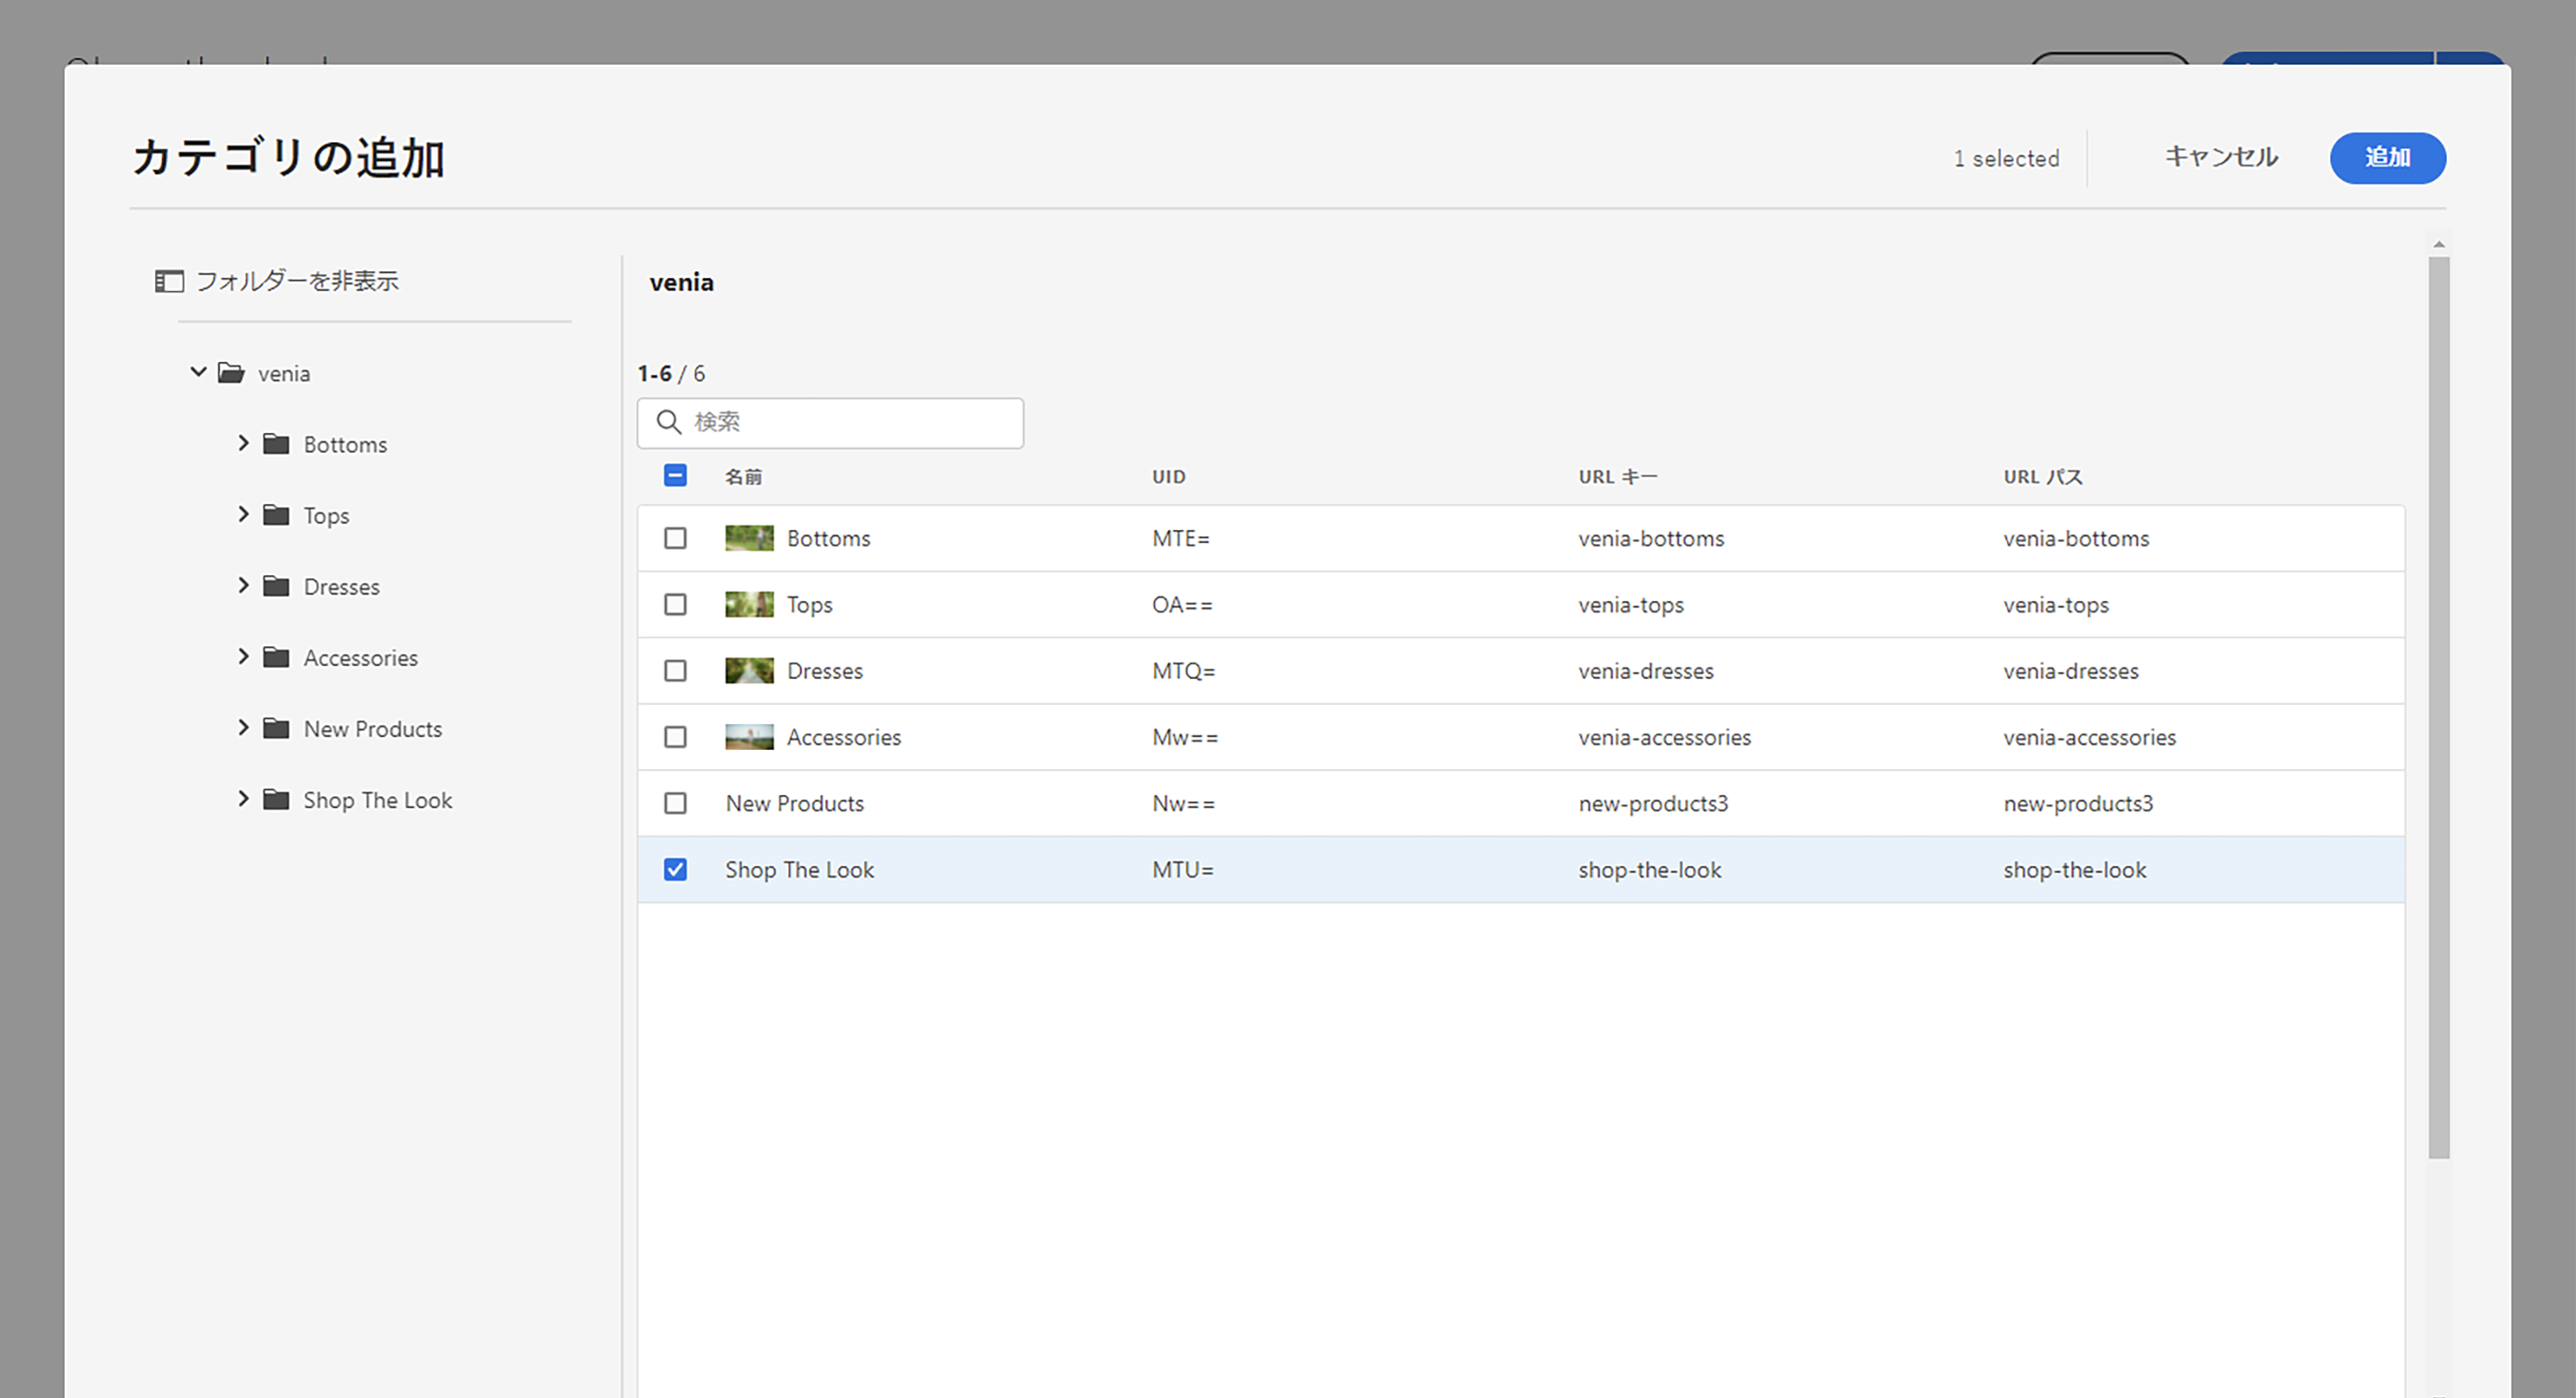 カテゴリの追加
1 selected
キャンセル
追加
フォルダーを非表示
venia
Bottoms
Tops
Dresses
Accessories
New Products
Shop The Look
venia
1-6 / 6
検索
名前 UID URL キー URL パス
Bottoms MTE= venia-bottoms venia-bottoms
Tops OA== venia-tops venia-tops
Dresses MTQ= venia-dresses venia-dresses
Accessories Mw== venia-accessories venia-accessories
New Products Nw== new-products3 new-products3
Shop The Look MTU= shop-the-look shop-the-look